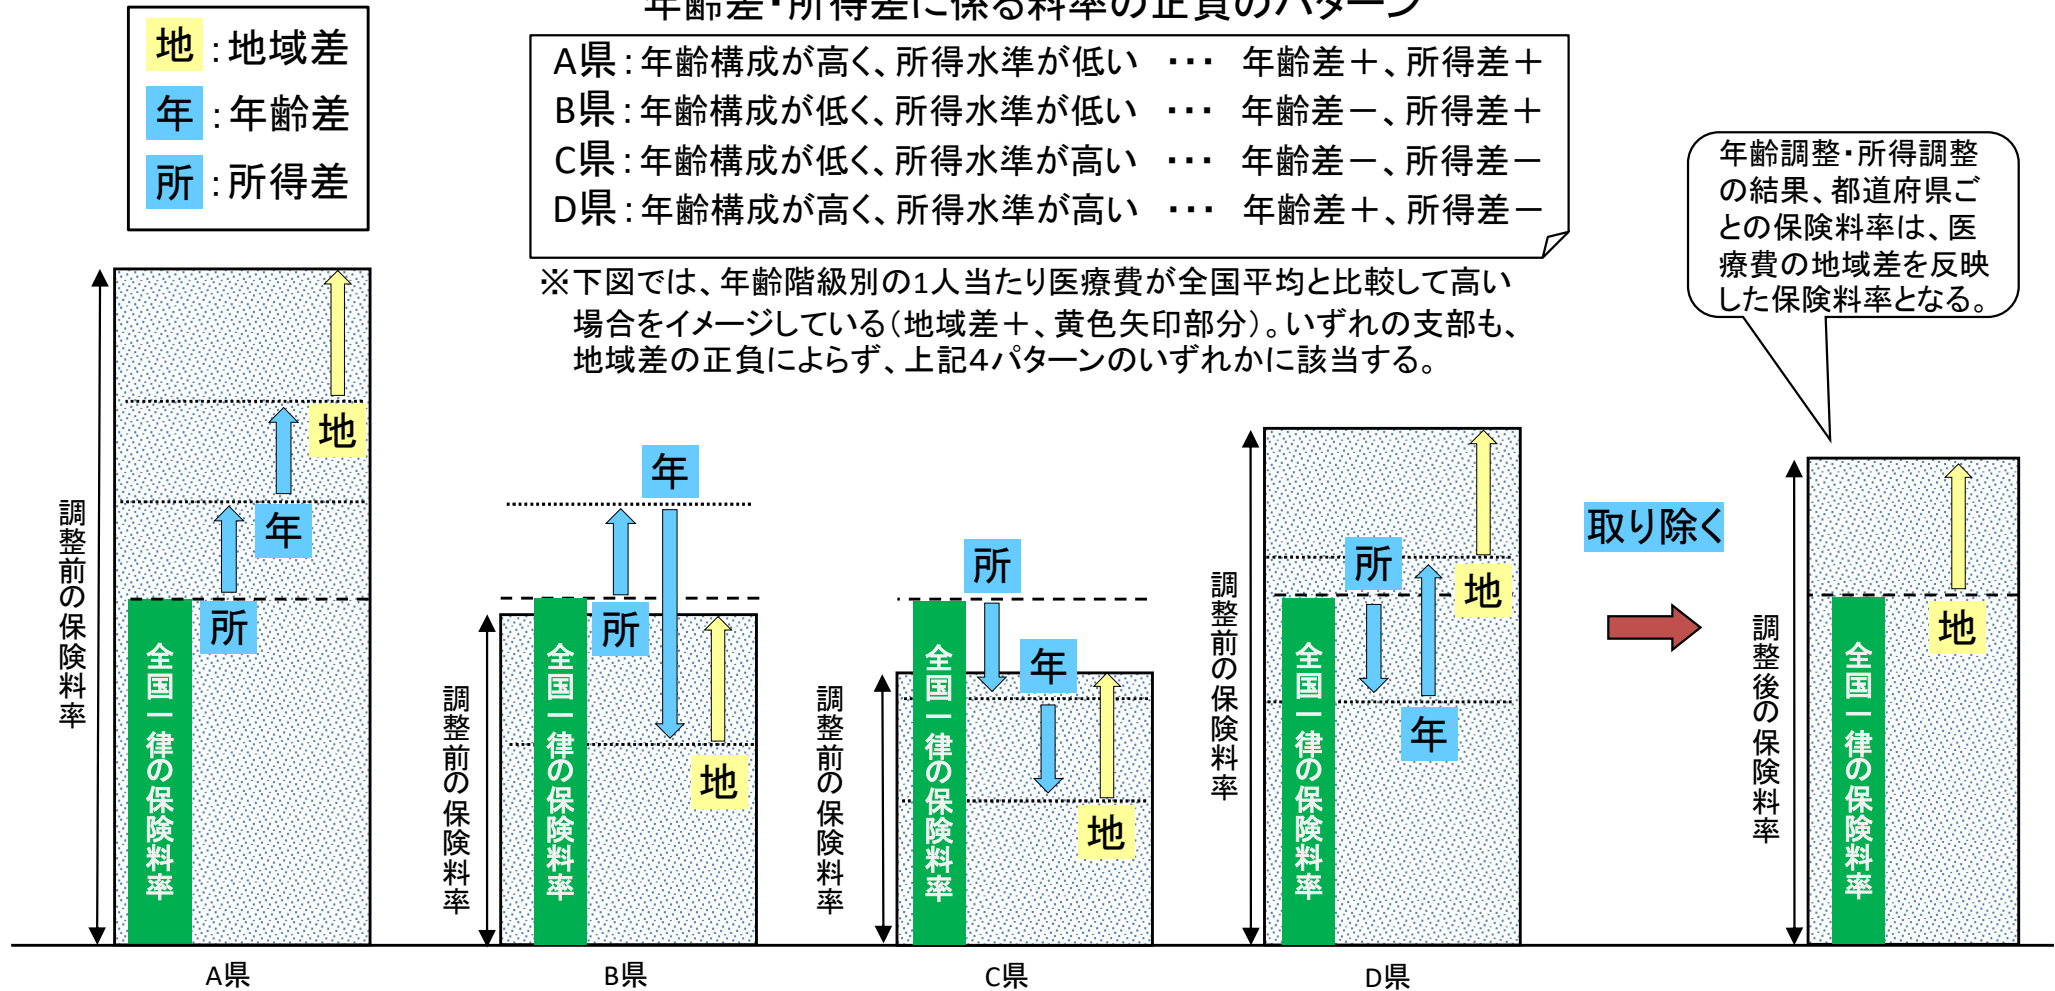 年齢差・所得差に係る料率の正負のパターン
地：地域差
年：年齢差
所：所得差
A県：年齢構成が高く、所得水準が低い ・・・ 年齢差＋、所得差＋
B県：年齢構成が低く、所得水準が低い ・・・ 年齢差－、所得差＋
C県：年齢構成が低く、所得水準が高い ・・・ 年齢差－、所得差－
D県：年齢構成が高く、所得水準が高い ・・・ 年齢差＋、所得差－
※下図では、年齢階級別の1人当たり医療費が全国平均と比較して高い
場合をイメージしている（地域差＋、黄色矢印部分）。いずれの支部も、
地域差の正負によらず、上記４パターンのいずれかに該当する。
年齢調整・所得調整
の結果、都道府県ご
との保険料率は、医
療費の地域差を反映
した保険料率となる。
調整前の保険料率
全国一律の保険料率
所
年
地
A県
調整前の保険料率
全国一律の保険料率
所
年
地
B県
調整前の保険料率
全国一律の保険料率
所
年
地
C県
調整前の保険料率
全国一律の保険料率
所
年
地
D県
取り除く
調整後の保険料率
全国一律の保険料率
地